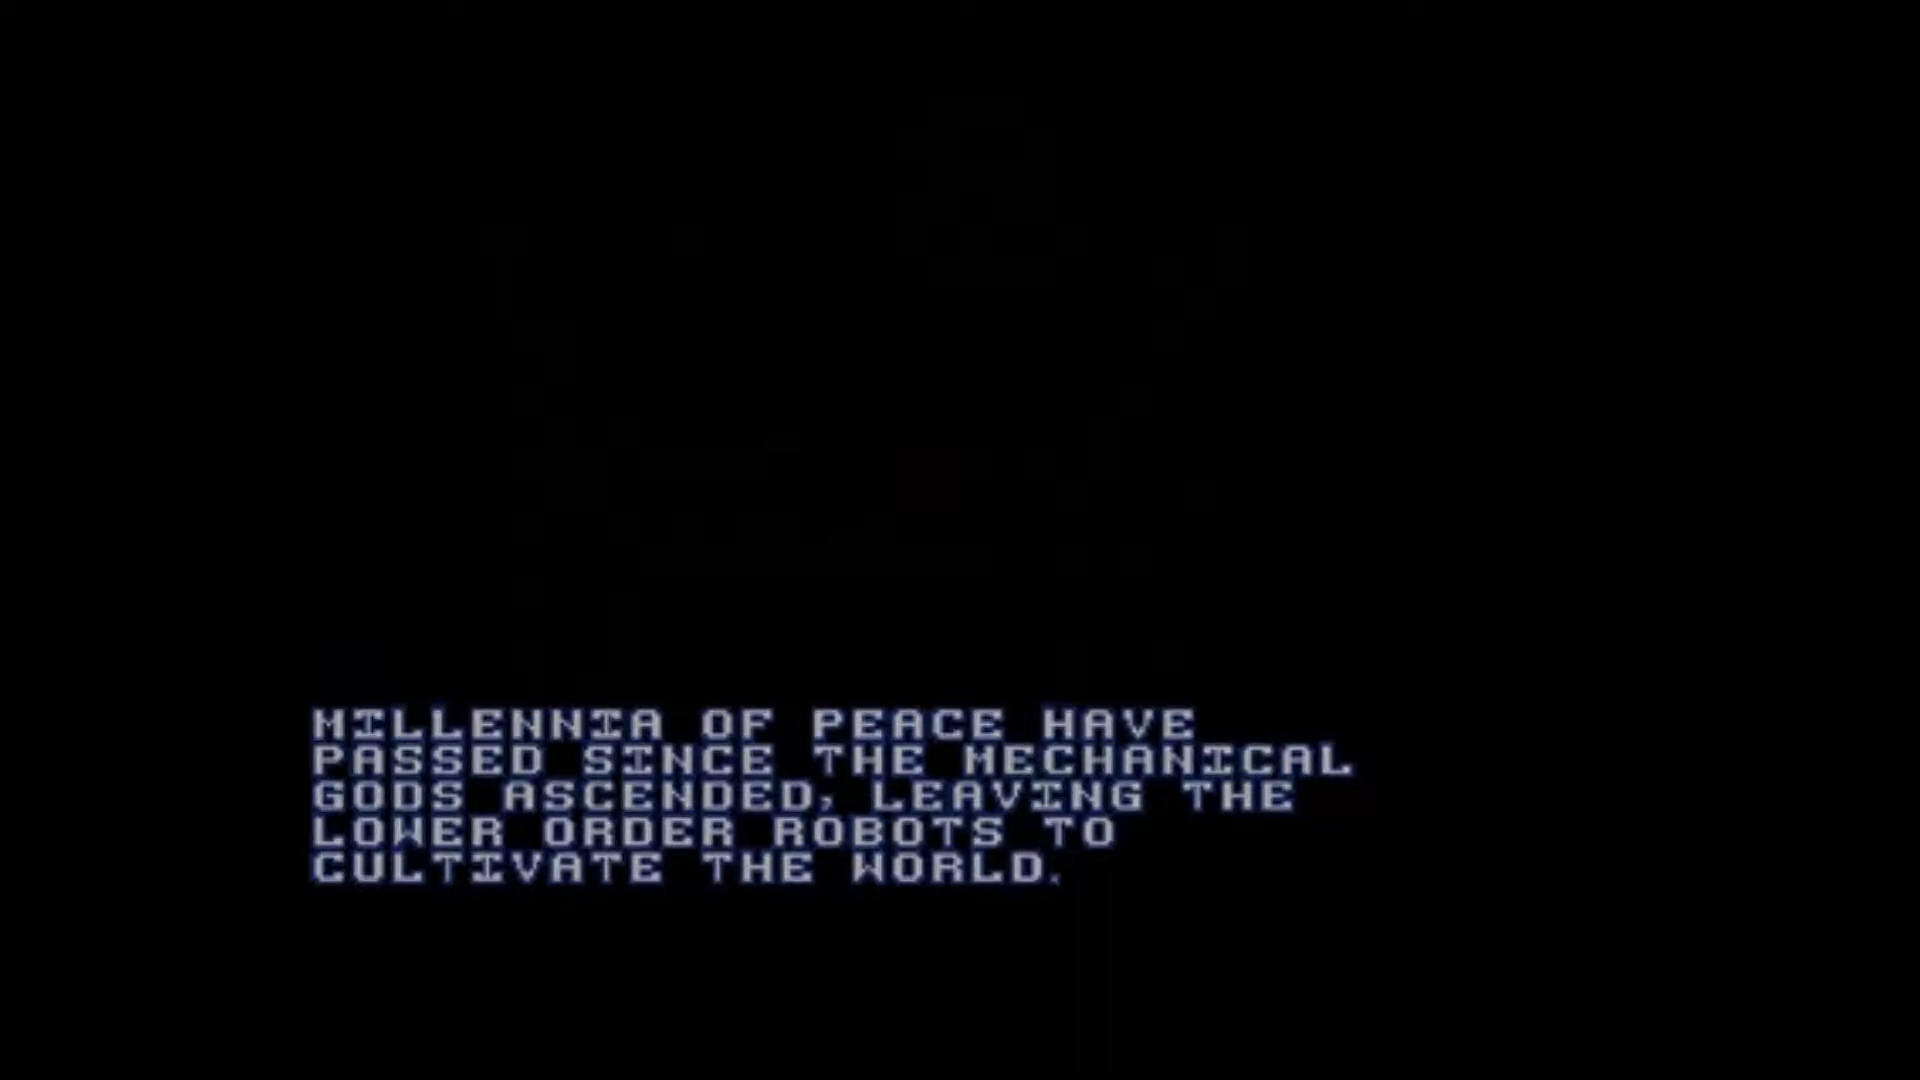 MILLENNIA OF PEACE HAVE
PASSED SINCE THE MECHANICAL
GODS ASCENDED, LEAVING THE
LOWER ORDER ROBOTS TO
CULTIVATE THE WORLD.